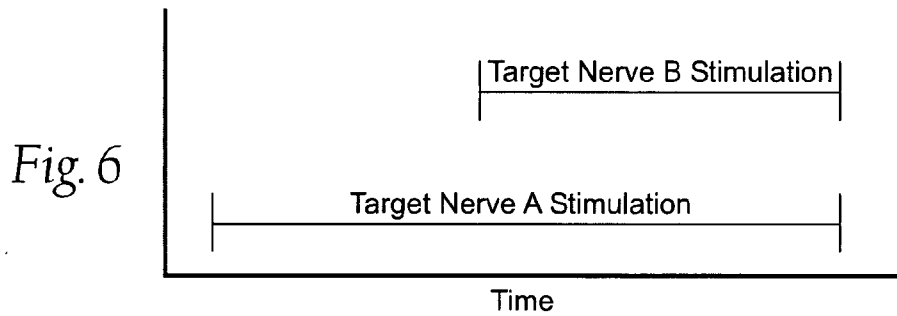 Target Nerve B Stimulation
Fig. 6
Target Nerve A Stimulation
Time